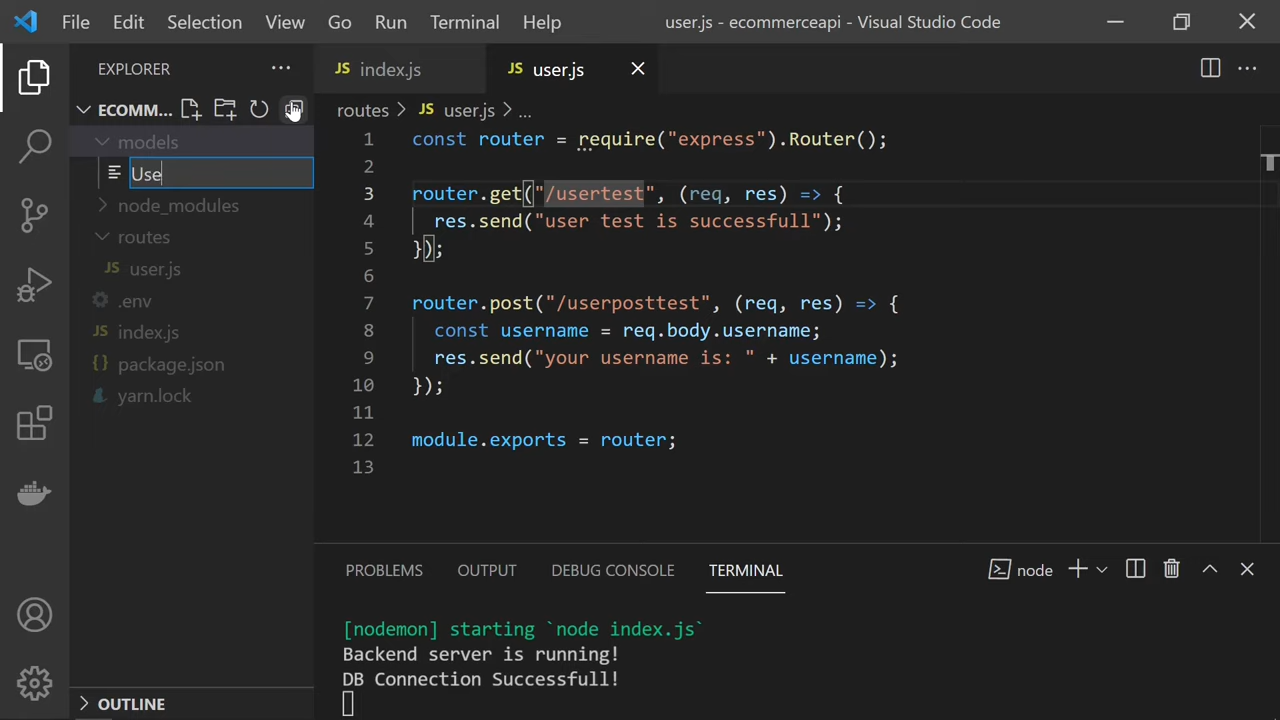 File Edit Selection View Go Run Terminal Help user.js - ecommerceapi - Visual Studio Code
EXPLORER
JS index.js
JS user.js
ECOMM...
routes > JS user.js > ...
models
Use
node_modules
routes
JS user.js
.env
JS index.js
{} package.json
yarn.lock
OUTLINE
1 const router = require("express").Router();
2
3 router.get("/usertest", (req, res) => {
4 res.send("user test is successfull");
5 });
6
7 router.post("/userposttest", (req, res) => {
8 const username = req.body.username;
9 res.send("your username is: " + username);
10 });
11
12 module.exports = router;
13
PROBLEMS OUTPUT DEBUG CONSOLE TERMINAL node
[nodemon] starting `node index.js`
Backend server is running!
DB Connection Successfull!